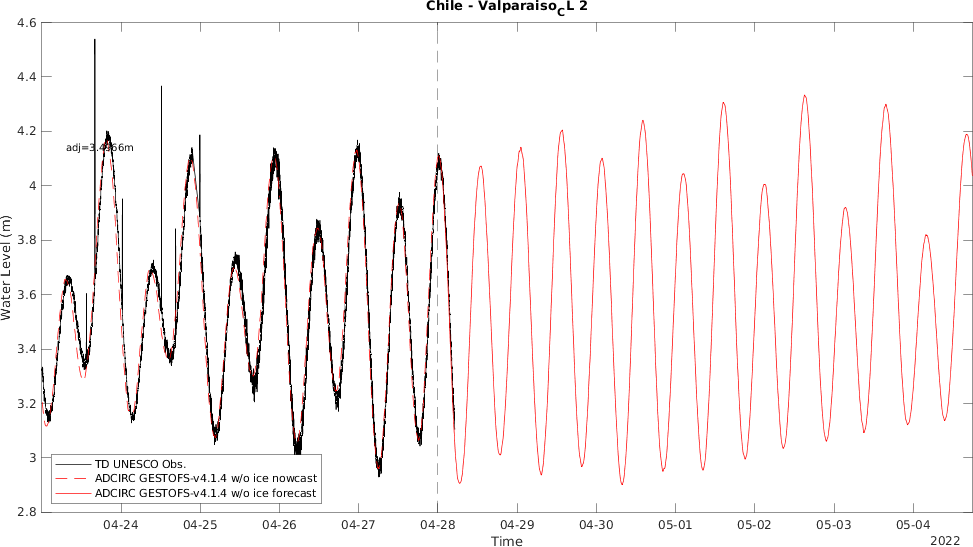 Chile - Valparaiso_CL 2
4.6
4.4
4.2
4
3.8
3.6
3.4
3.2
3
2.8
Water Level (m)
adj=3.4966m
TD UNESCO Obs.
ADCIRC GESTOFS-v4.1.4 w/o ice nowcast
ADCIRC GESTOFS-v4.1.4 w/o ice forecast
04-24 04-25 04-26 04-27 04-28 04-29 04-30 05-01 05-02 05-03 05-04
Time
2022